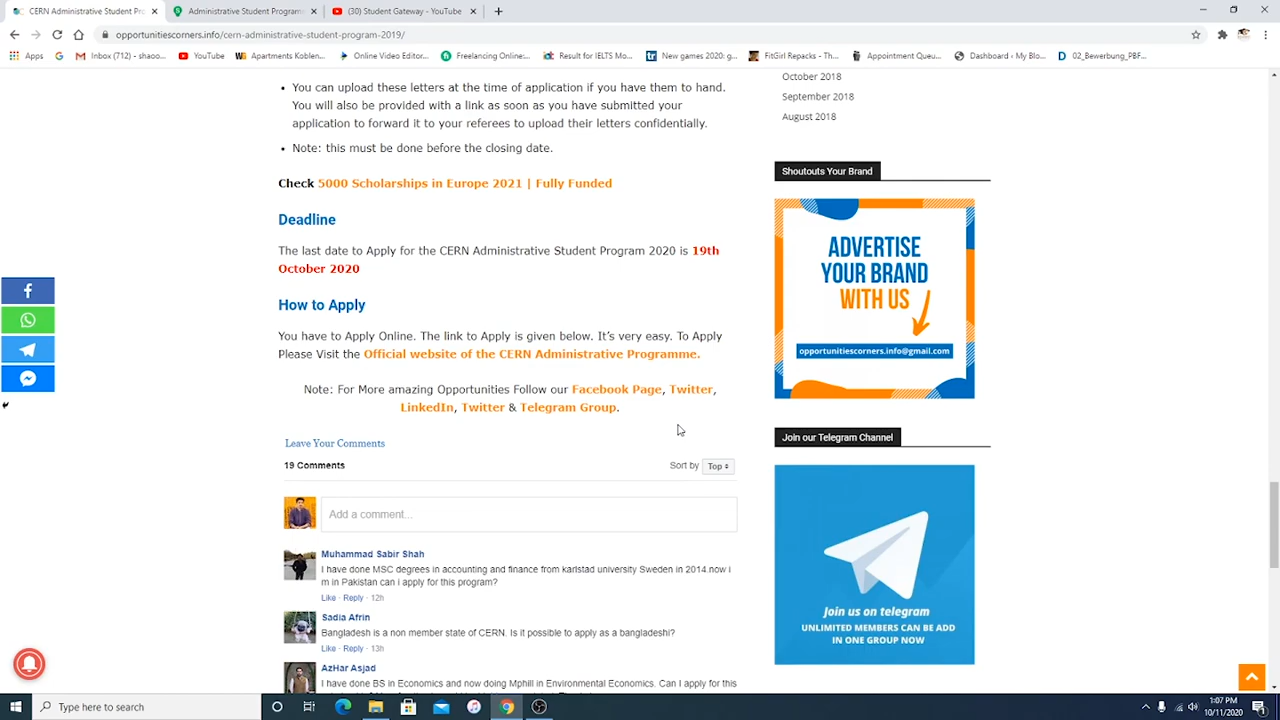 CERN Administrative Student Pro
Administrative Student Program
(30) Student Gateway - YouTube
opportunitiescorners.info/cern-administrative-student-program-2019/
Apps
Inbox (712) - shaoo...
YouTube
Apartments Koblen...
Online Video Editor...
Freelancing Online:...
Result for IELTS Mo...
New games 2020: g...
FitGirl Repacks - Th...
Appointment Queu...
Dashboard ‹ My Blo...
02_Bewerbung_PBF...
• You can upload these letters at the time of application if you have them to hand.
You will also be provided with a link as soon as you have submitted your
application to forward it to your referees to upload their letters confidentially.
• Note: this must be done before the closing date.
Check 5000 Scholarships in Europe 2021 | Fully Funded
Deadline
The last date to Apply for the CERN Administrative Student Program 2020 is 19th
October 2020
How to Apply
You have to Apply Online. The link to Apply is given below. It's very easy. To Apply
Please Visit the Official website of the CERN Administrative Programme.
Note: For More amazing Opportunities Follow our Facebook Page, Twitter,
LinkedIn, Twitter & Telegram Group.
Leave Your Comments
19 Comments
Sort by Top
Add a comment...
Muhammad Sabir Shah
I have done MSC degrees in accounting and finance from karlstad university Sweden in 2014.now i
m in Pakistan can i apply for this program?
Like · Reply · 12h
Sadia Afrin
Bangladesh is a non member state of CERN. Is it possible to apply as a bangladeshi?
Like · Reply · 13h
AzHar Asjad
I have done BS in Economics and now doing Mphill in Environmental Economics. Can I apply for this
October 2018
September 2018
August 2018
Shoutouts Your Brand
ADVERTISE
YOUR BRAND
WITH US
opportunitiescorners.info@gmail.com
Join our Telegram Channel
Join us on telegram
UNLIMITED MEMBERS CAN BE ADD
IN ONE GROUP NOW
Type here to search
1:07 PM
10/11/2020